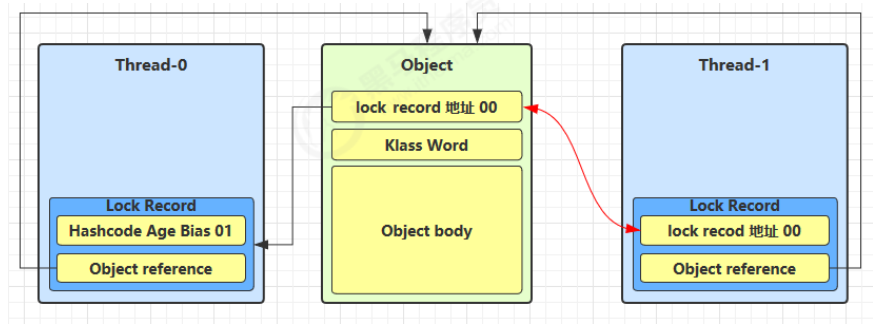 Thread-0
Lock Record
Hashcode Age Bias 01
Object reference
Object
lock record 地址 00
Klass Word
Object body
Thread-1
Lock Record
lock recod 地址 00
Object reference